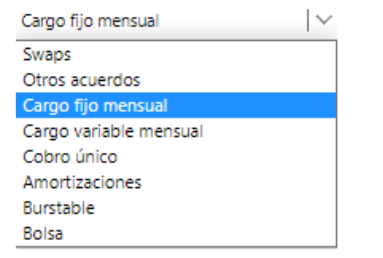 Cargo fijo mensual
Swaps
Otros acuerdos
Cargo fijo mensual
Cargo variable mensual
Cobro único
Amortizaciones
Burstable
Bolsa